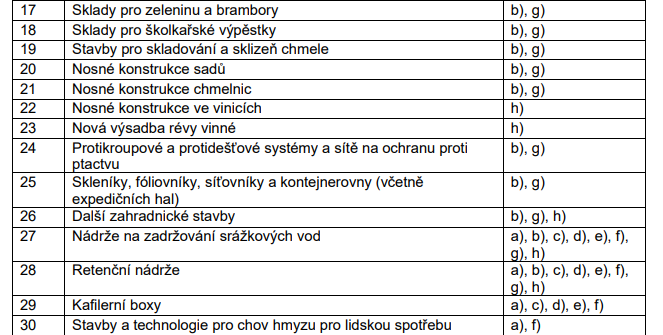 17 Sklady pro zeleninu a brambory b), g)
18 Sklady pro školkařské výpěstky b), g)
19 Stavby pro skladování a sklizeň chmele b), g)
20 Nosné konstrukce sadů b), g)
21 Nosné konstrukce chmelnic b), g)
22 Nosné konstrukce ve vinicích h)
23 Nová výsadba révy vinné h)
24 Protikroupové a protidešťové systémy a sítě na ochranu proti b), g)
ptactvu
25 Skleníky, fóliovníky, síťovníky a kontejnerovny (včetně b), g)
expedičních hal)
26 Další zahradnické stavby b), g), h)
27 Nádrže na zadržování srážkových vod a), b), c), d), e), f),
g), h)
28 Retenční nádrže a), b), c), d), e), f),
g), h)
29 Kafilerní boxy a), c), d), e), f)
30 Stavby a technologie pro chov hmyzu pro lidskou spotřebu a), f)